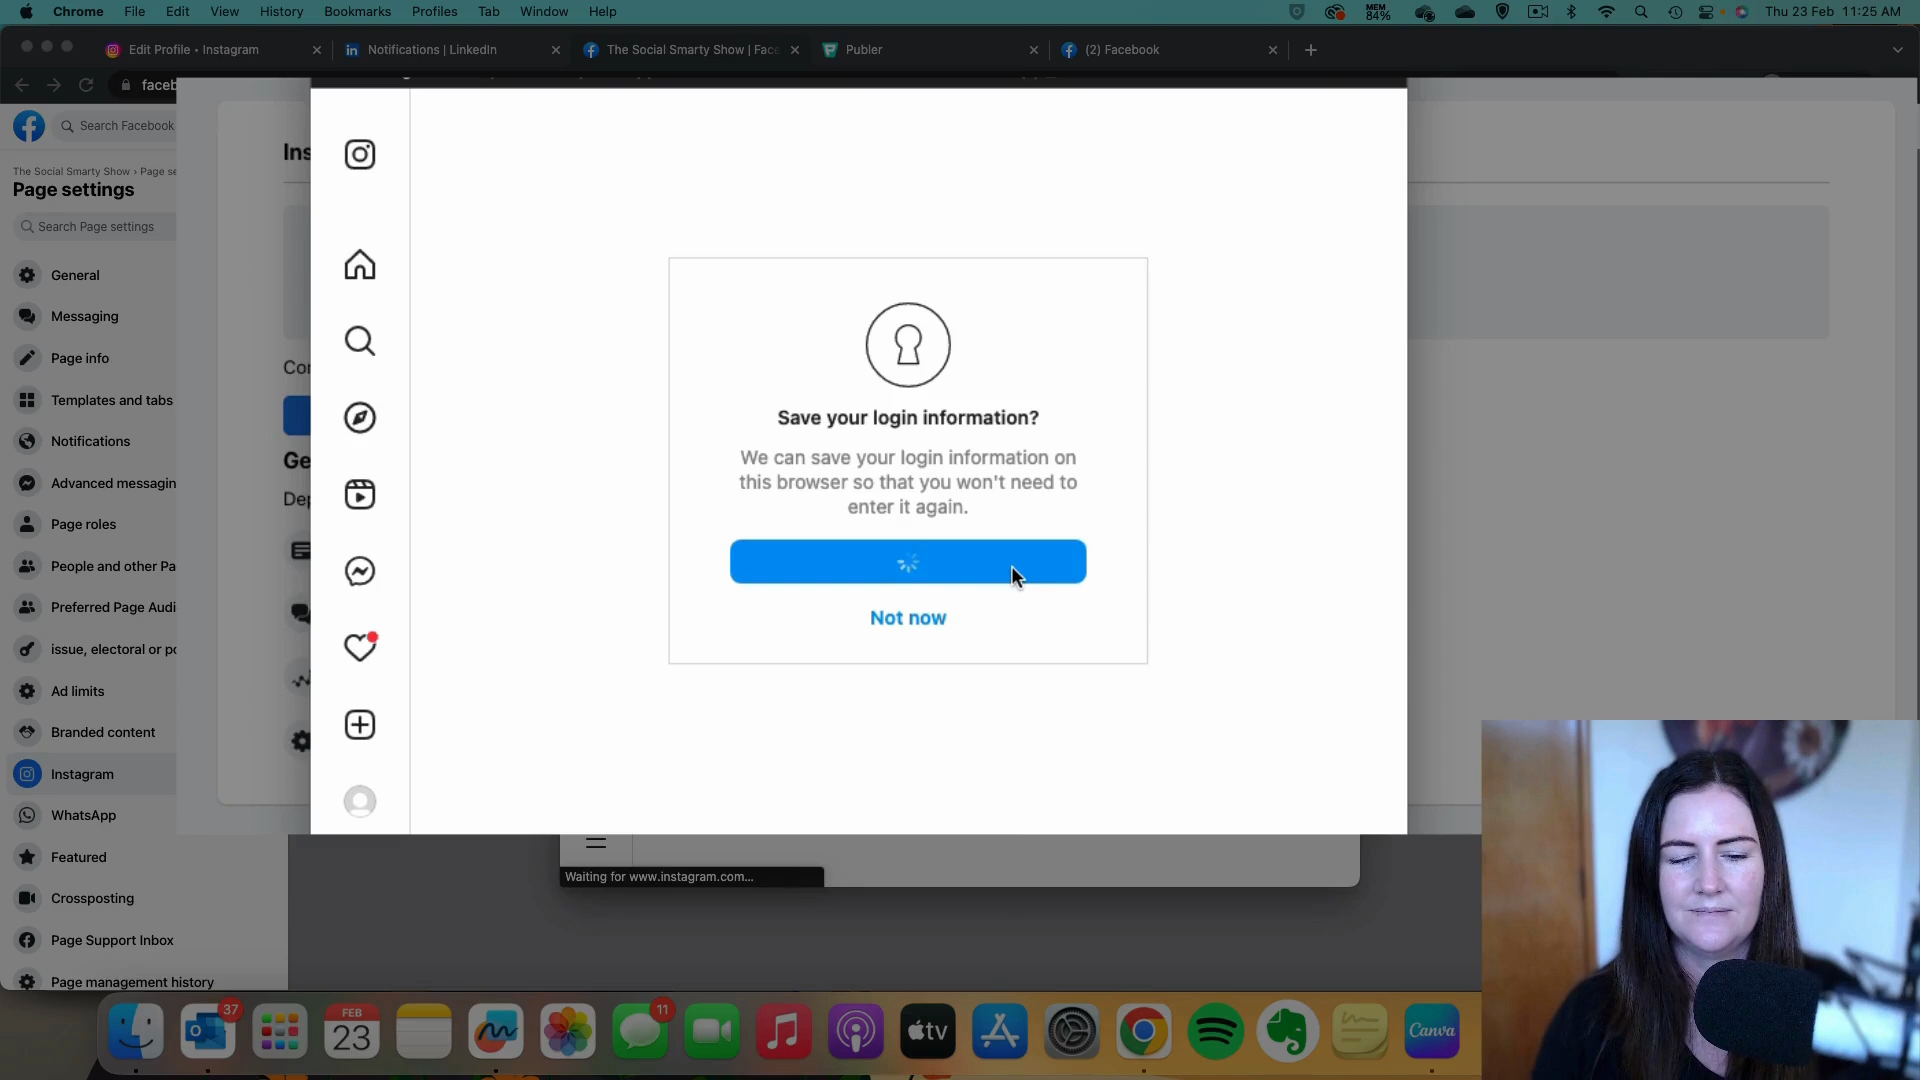 Chrome File Edit View History Bookmarks Profiles Tab Window Help
MEM
84%
Thu 23 Feb 11:25 AM
Edit Profile • Instagram
in Notifications | LinkedIn
The Social Smarty Show | Face
Publer
(2) Facebook
faceb
Search Facebook
The Social Smarty Show › Page se
Page settings
Search Page settings
General
Messaging
Page info
Templates and tabs
Notifications
Advanced messagin
Page roles
People and other Pa
Preferred Page Audi
issue, electoral or po
Ad limits
Branded content
Instagram
WhatsApp
Featured
Crossposting
Page Support Inbox
Page management history
Ins
Con
Ge
Dep
Save your login information?
We can save your login information on
this browser so that you won't need to
enter it again.
Not now
Waiting for www.instagram.com...
37
FEB
23
11
tv
Canva